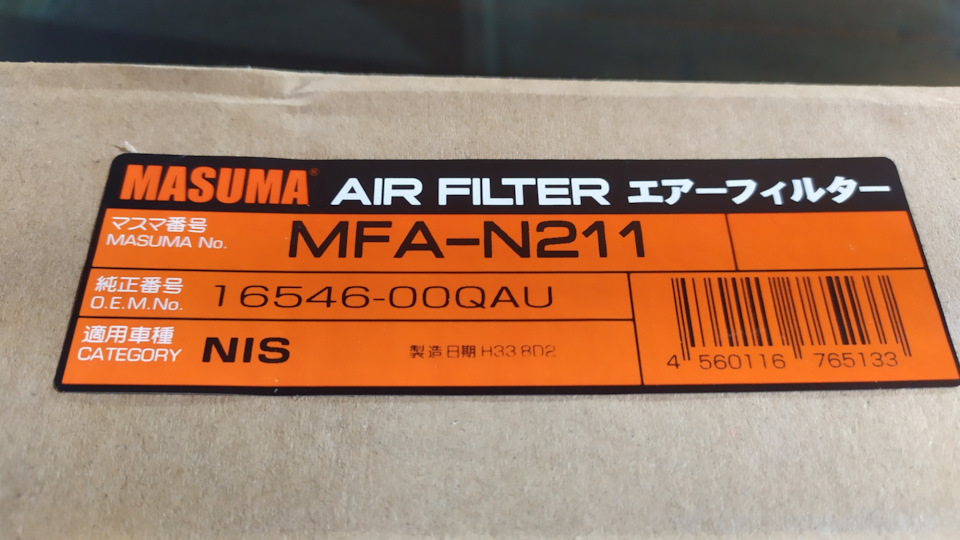 MASUMA® AIR FILTER エアーフィルター
マスマ番号
MASUMA No.
MFA-N211
純正番号
O.E.M.No.
16546-00QAU
適用車種
CATEGORY
NIS
製造日期 H33 8D2
4 560116 765133